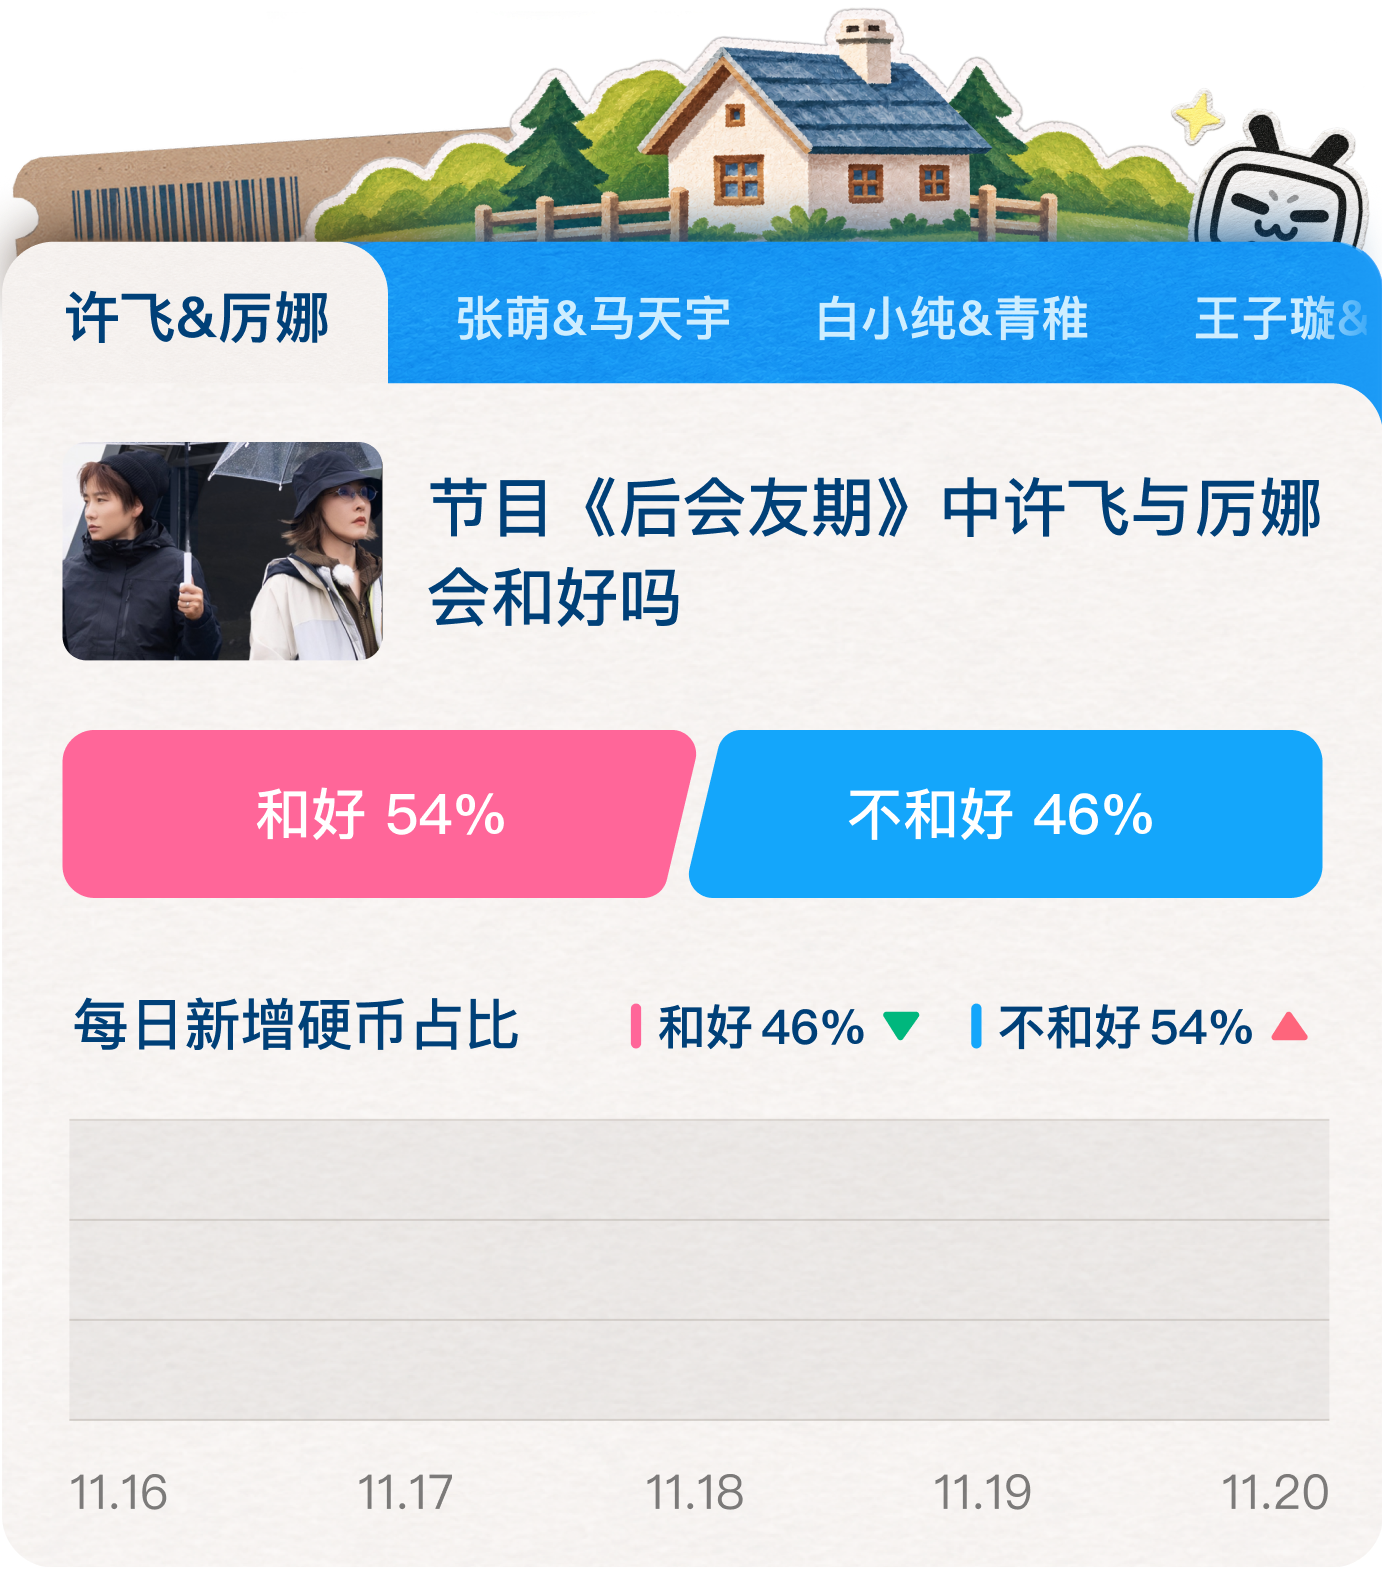 许飞&厉娜
张萌&马天宇
白小纯&青稚
王子璇&
节目《后会友期》中许飞与厉娜
会和好吗
和好 54%
不和好 46%
每日新增硬币占比
和好 46%
不和好 54%
11.16
11.17
11.18
11.19
11.20